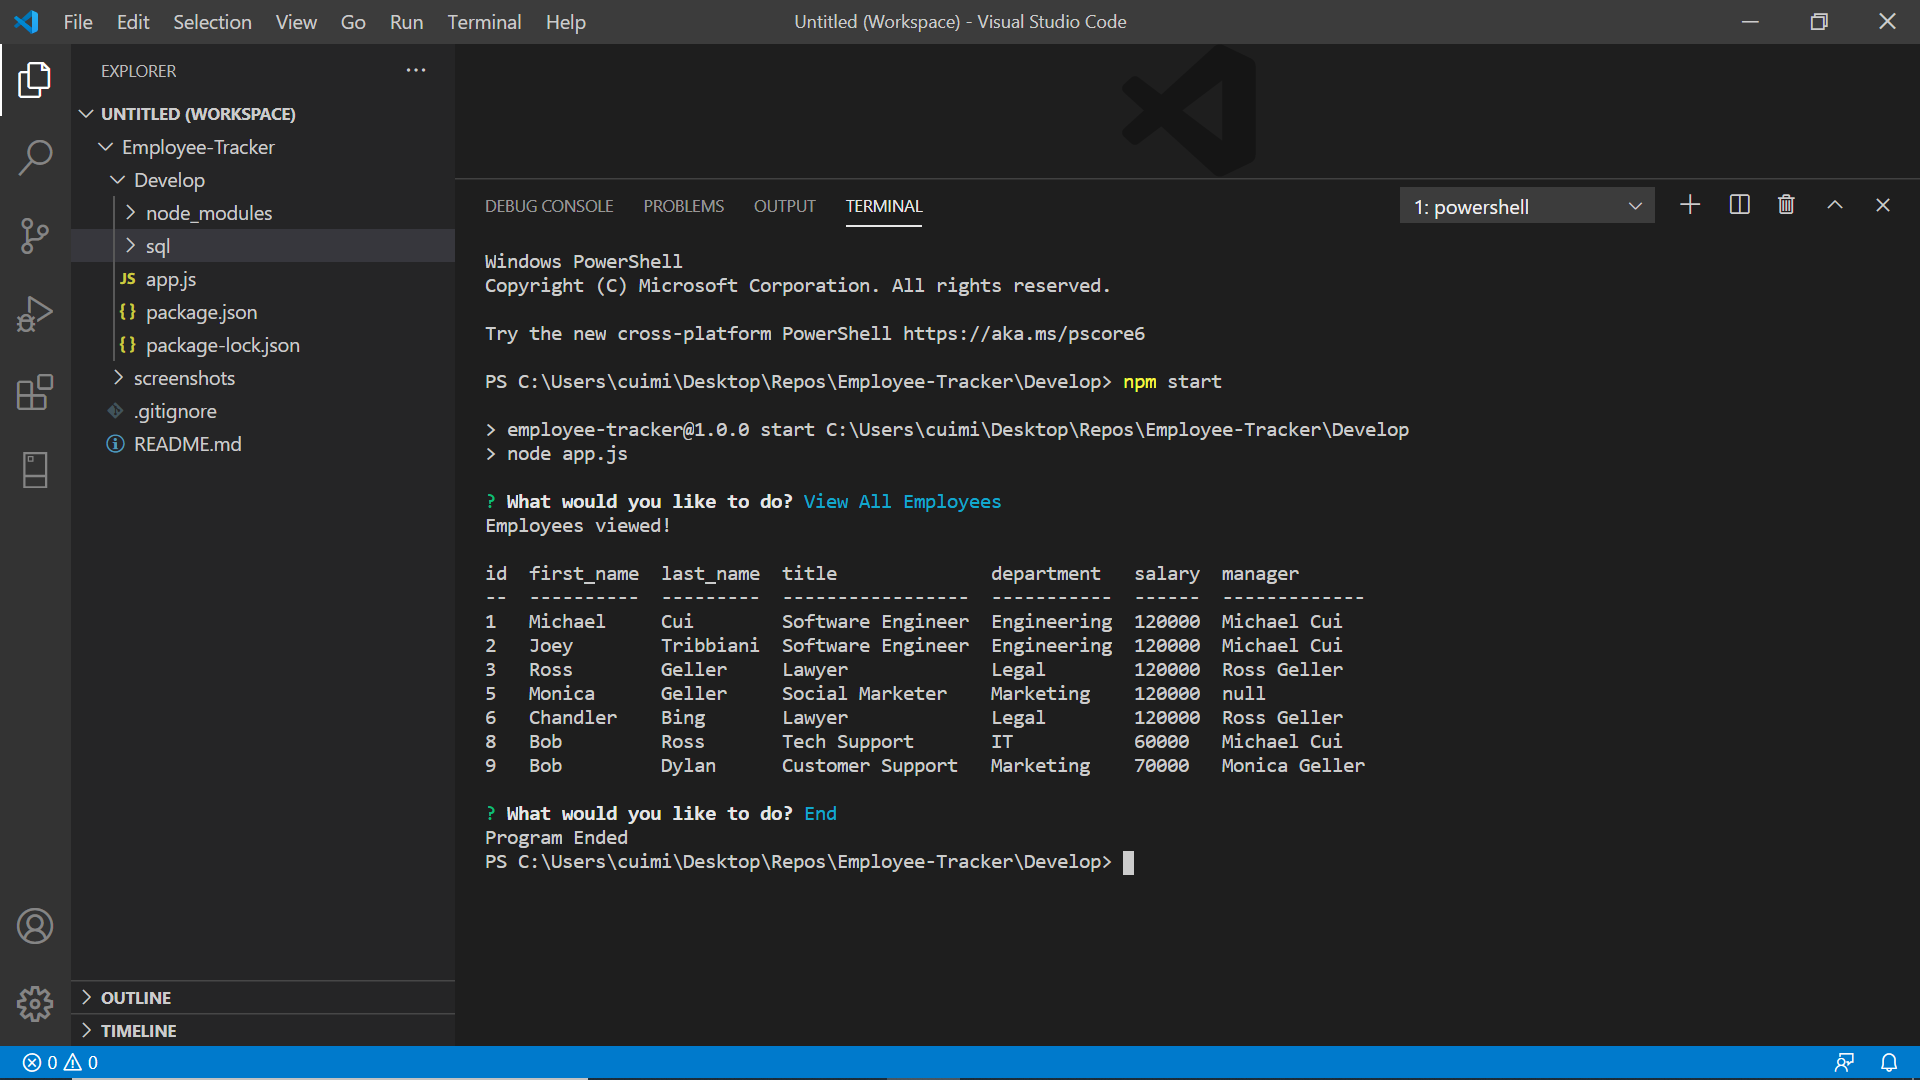 File Edit Selection View Go Run Terminal Help Untitled (Workspace) - Visual Studio Code
EXPLORER
UNTITLED (WORKSPACE)
Employee-Tracker
Develop
node_modules
sql
JS app.js
{} package.json
{} package-lock.json
screenshots
.gitignore
README.md
OUTLINE
TIMELINE
DEBUG CONSOLE PROBLEMS OUTPUT TERMINAL 1: powershell
Windows PowerShell
Copyright (C) Microsoft Corporation. All rights reserved.
Try the new cross-platform PowerShell https://aka.ms/pscore6
PS C:\Users\cuimi\Desktop\Repos\Employee-Tracker\Develop> npm start
> employee-tracker@1.0.0 start C:\Users\cuimi\Desktop\Repos\Employee-Tracker\Develop
> node app.js
? What would you like to do? View All Employees
Employees viewed!
id  first_name  last_name  title              department   salary  manager
--  ----------  ---------  -----------------  -----------  ------  -------------
1   Michael     Cui        Software Engineer  Engineering  120000  Michael Cui
2   Joey        Tribbiani  Software Engineer  Engineering  120000  Michael Cui
3   Ross        Geller     Lawyer             Legal        120000  Ross Geller
5   Monica      Geller     Social Marketer    Marketing    120000  null
6   Chandler    Bing       Lawyer             Legal        120000  Ross Geller
8   Bob         Ross       Tech Support       IT           60000   Michael Cui
9   Bob         Dylan      Customer Support   Marketing    70000   Monica Geller
? What would you like to do? End
Program Ended
PS C:\Users\cuimi\Desktop\Repos\Employee-Tracker\Develop>
0 0